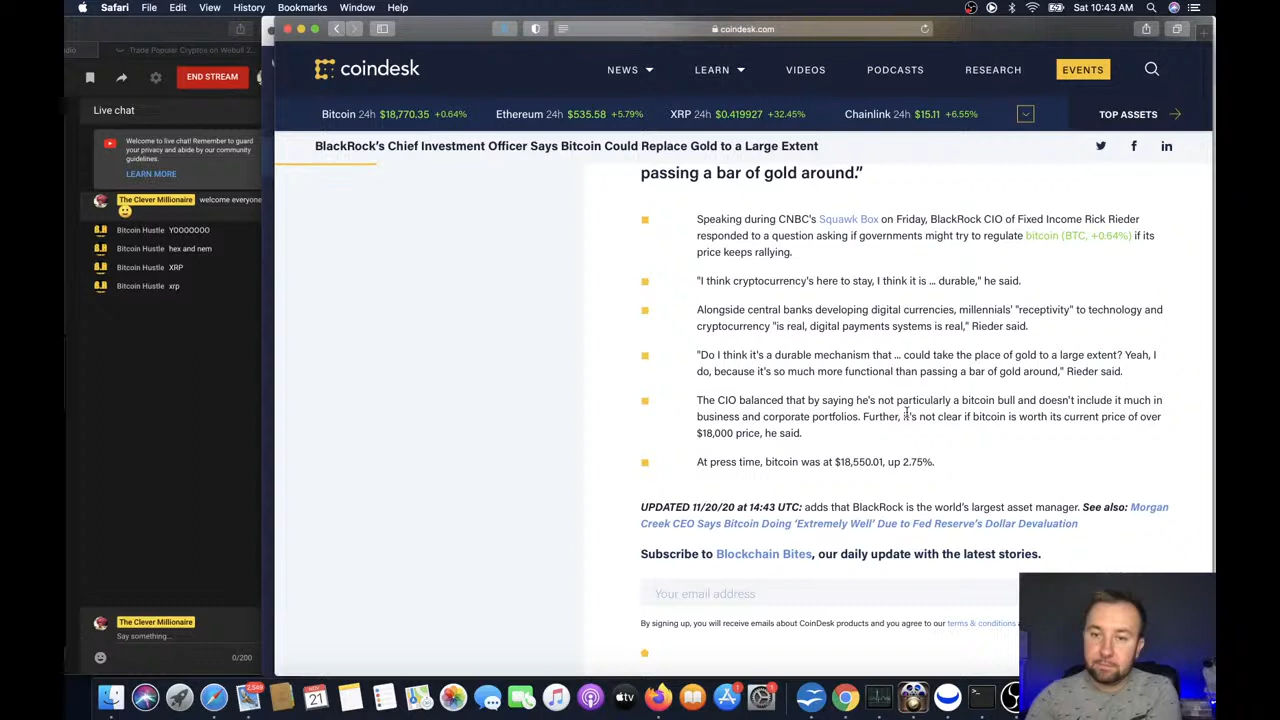 Safari File Edit View History Bookmarks Window Help
Sat 10:43 AM
Trade Popular Cryptos on Webull 2...
coindesk.com
END STREAM
Live chat
Welcome to live chat! Remember to guard
your privacy and abide by our community
guidelines.
LEARN MORE
The Clever Millionaire welcome everyone
Bitcoin Hustle YOOOOOOO
Bitcoin Hustle hex and nem
Bitcoin Hustle XRP
Bitcoin Hustle xrp
The Clever Millionaire
Say something...
0/200
coindesk
NEWS LEARN VIDEOS PODCASTS RESEARCH EVENTS
Bitcoin 24h $18,770.35 +0.64% Ethereum 24h $535.58 +5.79% XRP 24h $0.419927 +32.45% Chainlink 24h $15.11 +6.55% TOP ASSETS
BlackRock's Chief Investment Officer Says Bitcoin Could Replace Gold to a Large Extent
passing a bar of gold around.”
Speaking during CNBC's Squawk Box on Friday, BlackRock CIO of Fixed Income Rick Rieder
responded to a question asking if governments might try to regulate bitcoin (BTC, +0.64%) if its
price keeps rallying.
"I think cryptocurrency's here to stay, I think it is ... durable," he said.
Alongside central banks developing digital currencies, millennials' "receptivity" to technology and
cryptocurrency "is real, digital payments systems is real," Rieder said.
"Do I think it's a durable mechanism that ... could take the place of gold to a large extent? Yeah, I
do, because it's so much more functional than passing a bar of gold around," Rieder said.
The CIO balanced that by saying he's not particularly a bitcoin bull and doesn't include it much in
business and corporate portfolios. Further, it's not clear if bitcoin is worth its current price of over
$18,000 price, he said.
At press time, bitcoin was at $18,550.01, up 2.75%.
UPDATED 11/20/20 at 14:43 UTC: adds that BlackRock is the world's largest asset manager. See also: Morgan
Creek CEO Says Bitcoin Doing ‘Extremely Well’ Due to Fed Reserve's Dollar Devaluation
Subscribe to Blockchain Bites, our daily update with the latest stories.
Your email address
By signing up, you will receive emails about CoinDesk products and you agree to our terms & conditions
2,549
NOV
21
tv
1
1